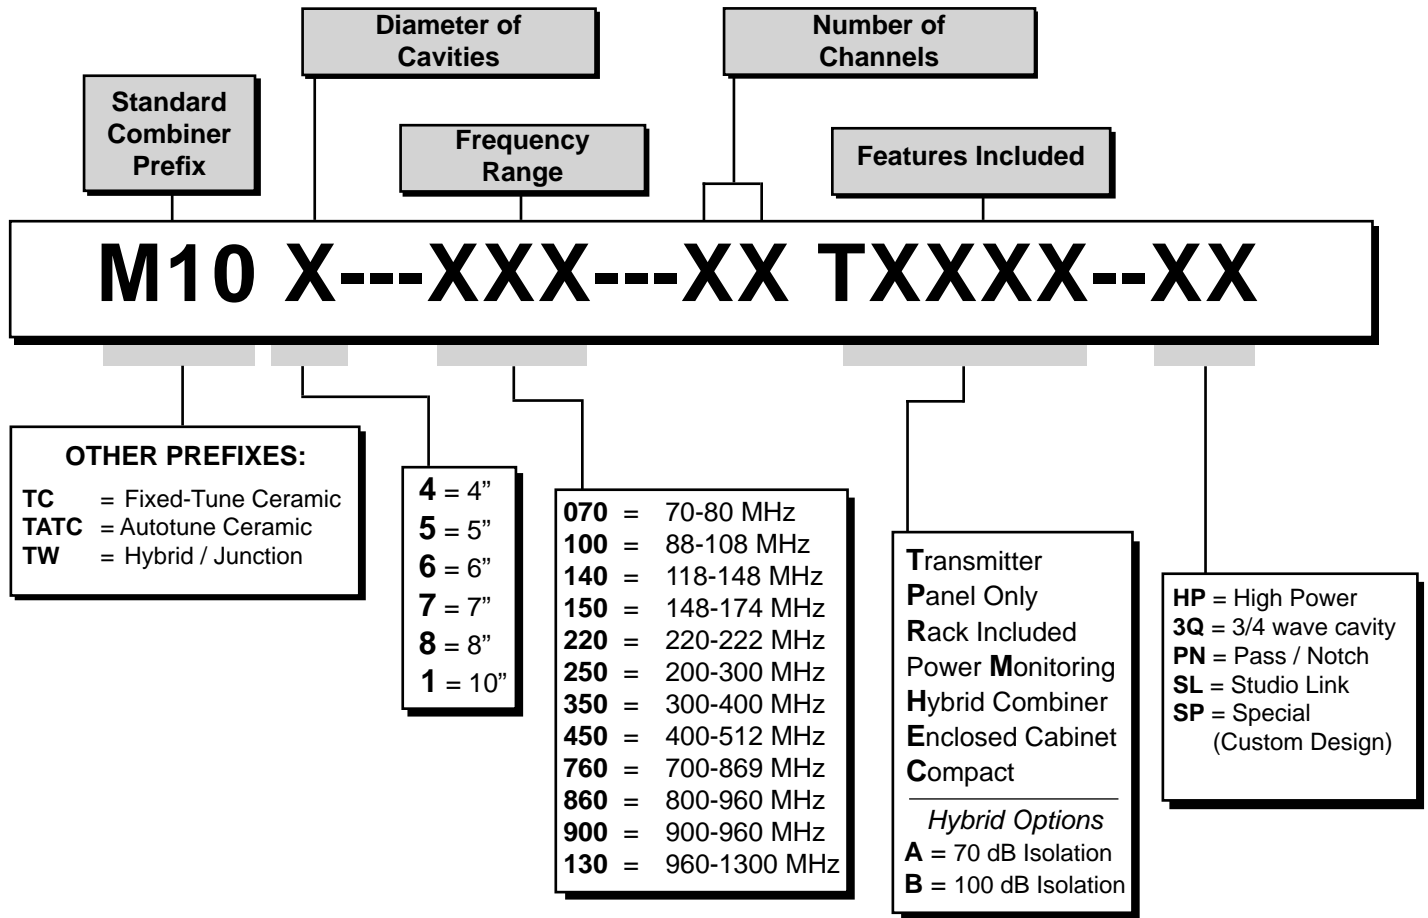 Diameter of
Cavities
Number of
Channels
Standard
Combiner
Prefix
Frequency
Range
Features Included
M10 X---XXX---XX TXXXX--XX
OTHER PREFIXES:
TC = Fixed-Tune Ceramic
TATC = Autotune Ceramic
TW = Hybrid / Junction
4 = 4”
5 = 5”
6 = 6”
7 = 7”
8 = 8”
1 = 10”
070 = 70-80 MHz
100 = 88-108 MHz
140 = 118-148 MHz
150 = 148-174 MHz
220 = 220-222 MHz
250 = 200-300 MHz
350 = 300-400 MHz
450 = 400-512 MHz
760 = 700-869 MHz
860 = 800-960 MHz
900 = 900-960 MHz
130 = 960-1300 MHz
Transmitter
Panel Only
Rack Included
Power Monitoring
Hybrid Combiner
Enclosed Cabinet
Compact
Hybrid Options
A = 70 dB Isolation
B = 100 dB Isolation
HP = High Power
3Q = 3/4 wave cavity
PN = Pass / Notch
SL = Studio Link
SP = Special
(Custom Design)